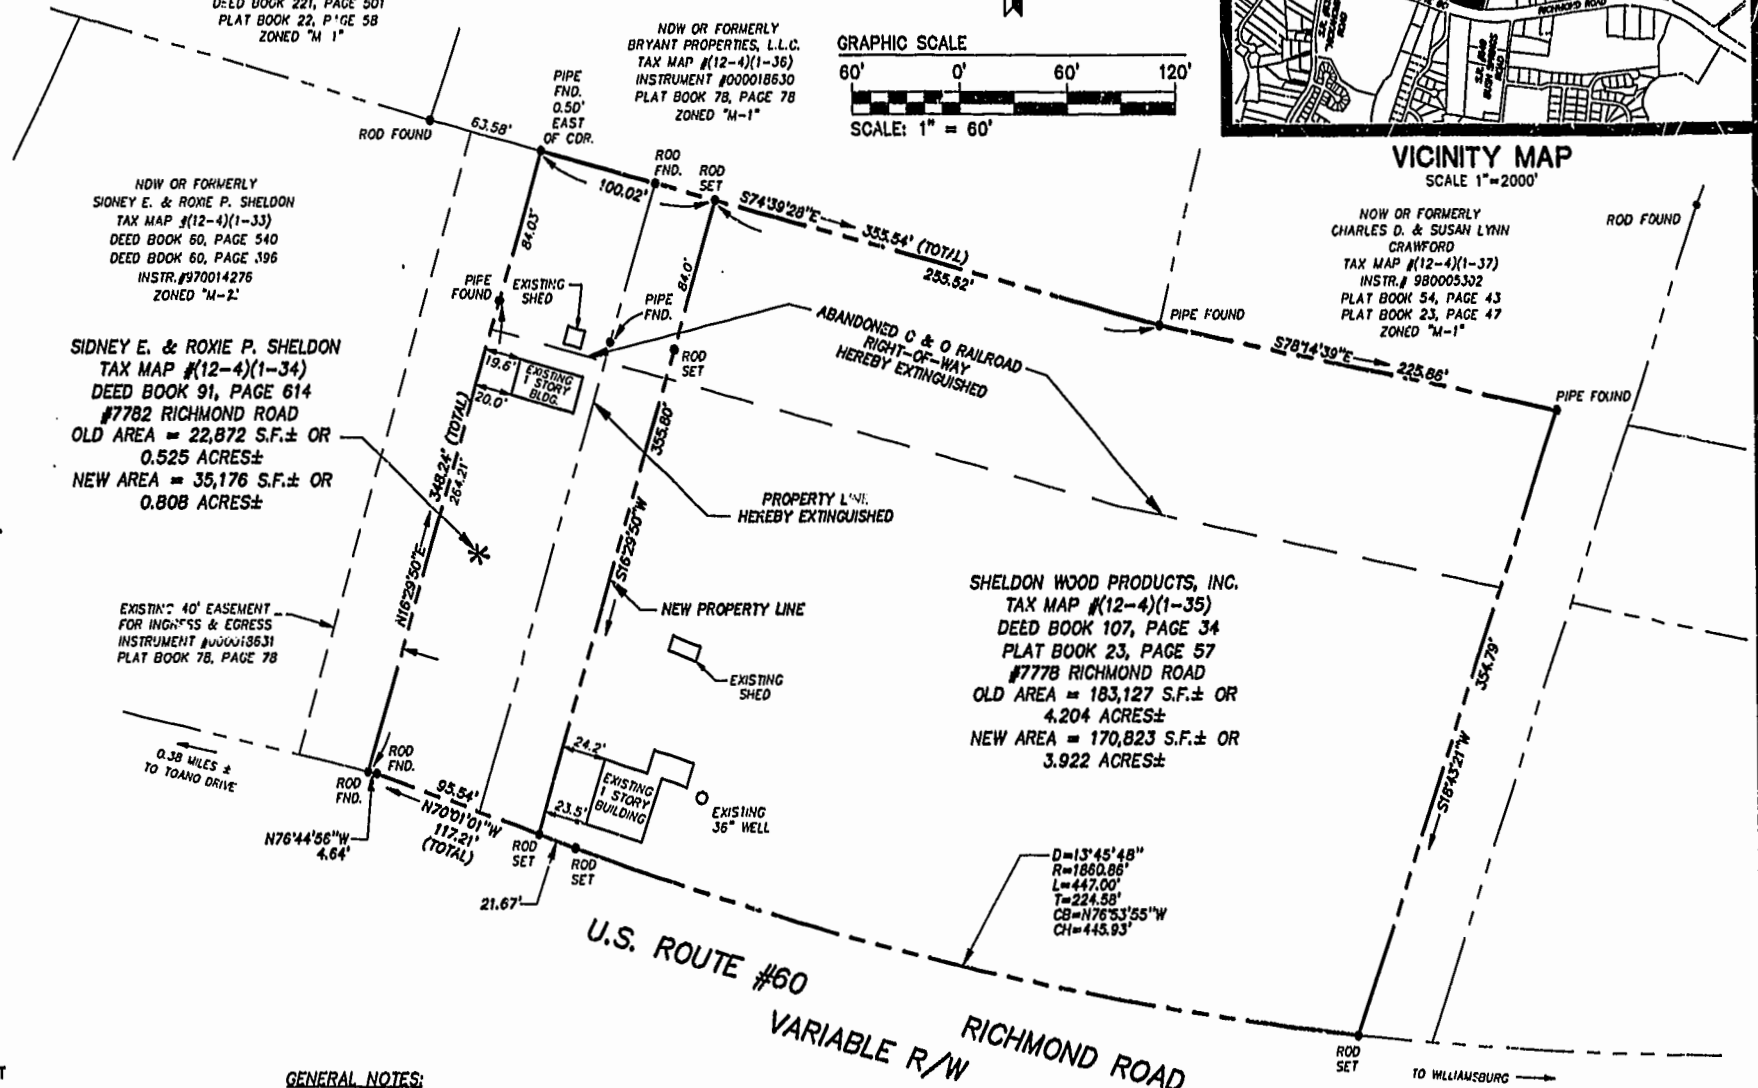 DEED BOOK 221, PAGE 501
PLAT BOOK 22, P'GE 58
ZONED "M 1"
NOW OR FORMERLY
BRYANT PROPERTIES, L.L.C.
TAX MAP #(12-4)(1-36)
INSTRUMENT #000018630
PLAT BOOK 78, PAGE 78
ZONED "M-1"
GRAPHIC SCALE
60' 0' 60' 120'
SCALE: 1" = 60'
RICHMOND ROAD
ROAD
ROAD
VICINITY MAP
SCALE 1"=2000'
PIPE
FND.
0.50'
EAST
OF COR.
63.58'
ROD FOUND
ROD
FND.
ROD
SET
100.02'
S74°39'28"E
355.54' (TOTAL)
255.52'
NOW OR FORMERLY
SIDNEY E. & ROXIE P. SHELDON
TAX MAP #(12-4)(1-33)
DEED BOOK 60, PAGE 540
DEED BOOK 60, PAGE 396
INSTR.#970014276
ZONED "M-2"
NOW OR FORMERLY
CHARLES D. & SUSAN LYNN
CRAWFORD
TAX MAP #(12-4)(1-37)
INSTR.# 980005302
PLAT BOOK 54, PAGE 43
PLAT BOOK 23, PAGE 47
ZONED "M-1"
ROD FOUND
84.03'
84.0'
PIPE
FOUND
EXISTING
SHED
PIPE
FND.
ROD
SET
ABANDONED C & O RAILROAD
RIGHT-OF-WAY
HEREBY EXTINGUISHED
PIPE FOUND
S78°14'39"E
225.86'
PIPE FOUND
SIDNEY E. & ROXIE P. SHELDON
TAX MAP #(12-4)(1-34)
DEED BOOK 91, PAGE 614
#7782 RICHMOND ROAD
OLD AREA = 22,872 S.F.± OR
0.525 ACRES±
NEW AREA = 35,176 S.F.± OR
0.808 ACRES±
19.6'
20.0'
EXISTING
1 STORY
BLDG.
355.80'
348.24' (TOTAL)
264.21'
N16°29'50"E
S16°29'50"W
PROPERTY LINE
HEREBY EXTINGUISHED
NEW PROPERTY LINE
EXISTING 40' EASEMENT
FOR INGRESS & EGRESS
INSTRUMENT #000018631
PLAT BOOK 78, PAGE 78
EXISTING
SHED
SHELDON WOOD PRODUCTS, INC.
TAX MAP #(12-4)(1-35)
DEED BOOK 107, PAGE 34
PLAT BOOK 23, PAGE 57
#7778 RICHMOND ROAD
OLD AREA = 183,127 S.F.± OR
4.204 ACRES±
NEW AREA = 170,823 S.F.± OR
3.922 ACRES±
354.79'
S18°43'21"W
0.38 MILES ±
TO TOANO DRIVE
ROD
FND.
ROD
FND.
N76°44'56"W
4.64'
95.54'
N70°01'01"W
117.21'
(TOTAL)
24.2'
23.5'
EXISTING
1 STORY
BUILDING
EXISTING
36" WELL
ROD
SET
ROD
SET
21.67'
D=13°45'48"
R=1860.86'
L=447.00'
T=224.58'
CB=N76°53'55"W
CH=445.93'
U.S. ROUTE #60
VARIABLE R/W
RICHMOND ROAD
ROD
SET
TO WILLIAMSBURG
T
GENERAL NOTES: